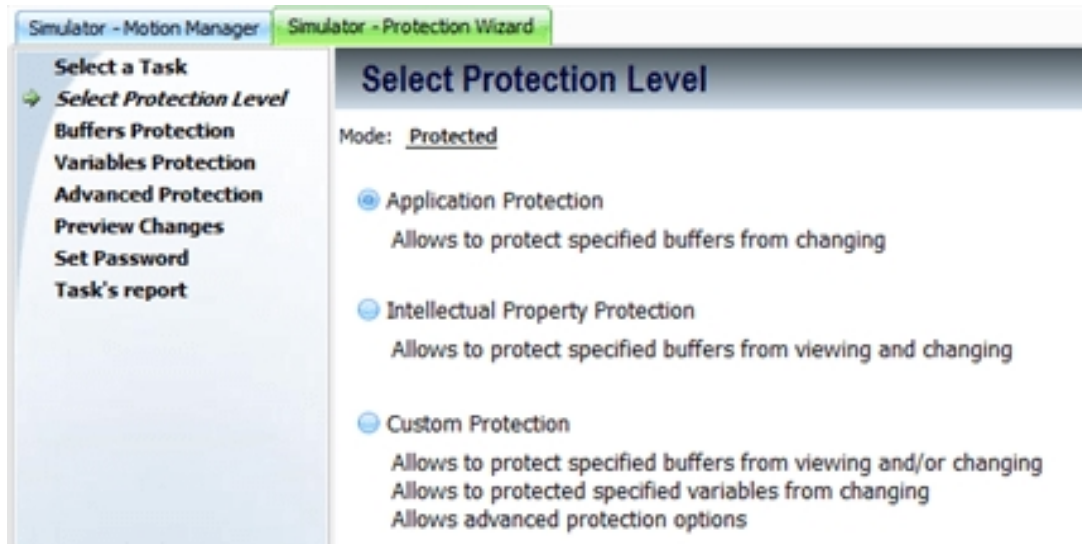 Simulator - Motion Manager
Simulator - Protection Wizard
Select a Task
Select Protection Level
Buffers Protection
Variables Protection
Advanced Protection
Preview Changes
Set Password
Task's report
Select Protection Level
Mode: Protected
Application Protection
Allows to protect specified buffers from changing
Intellectual Property Protection
Allows to protect specified buffers from viewing and changing
Custom Protection
Allows to protect specified buffers from viewing and/or changing
Allows to protected specified variables from changing
Allows advanced protection options